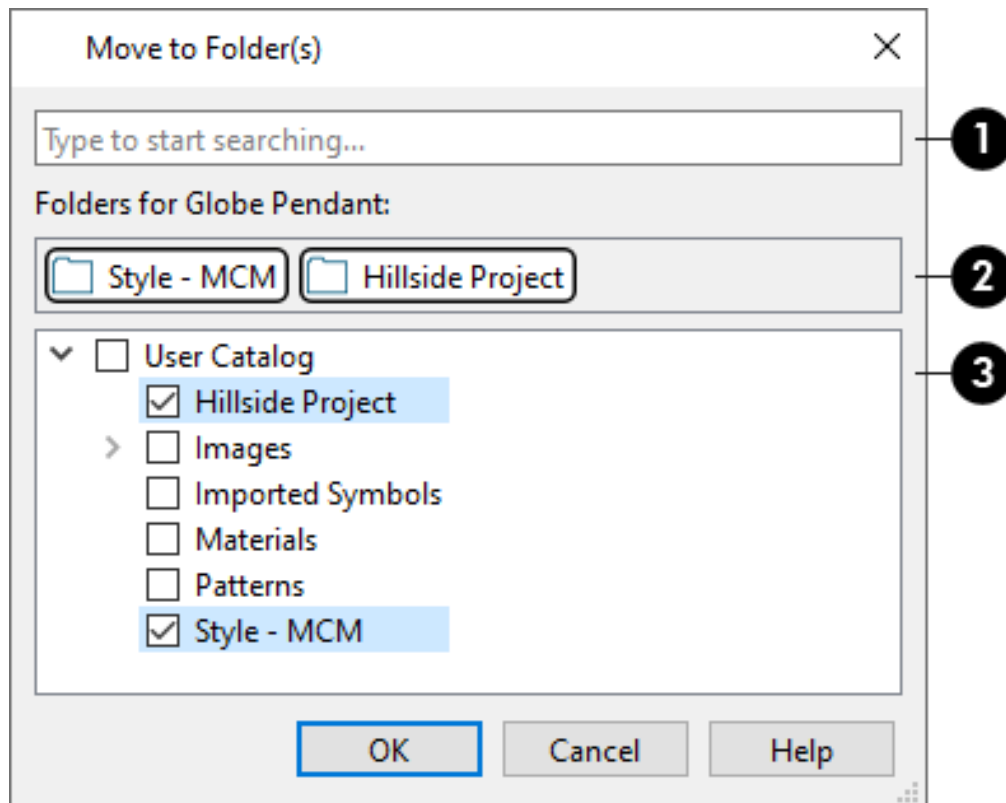 Move to Folder(s)
Type to start searching...
1
Folders for Globe Pendant:
Style - MCM Hillside Project
2
User Catalog
3
Hillside Project
Images
Imported Symbols
Materials
Patterns
Style - MCM
OK Cancel Help